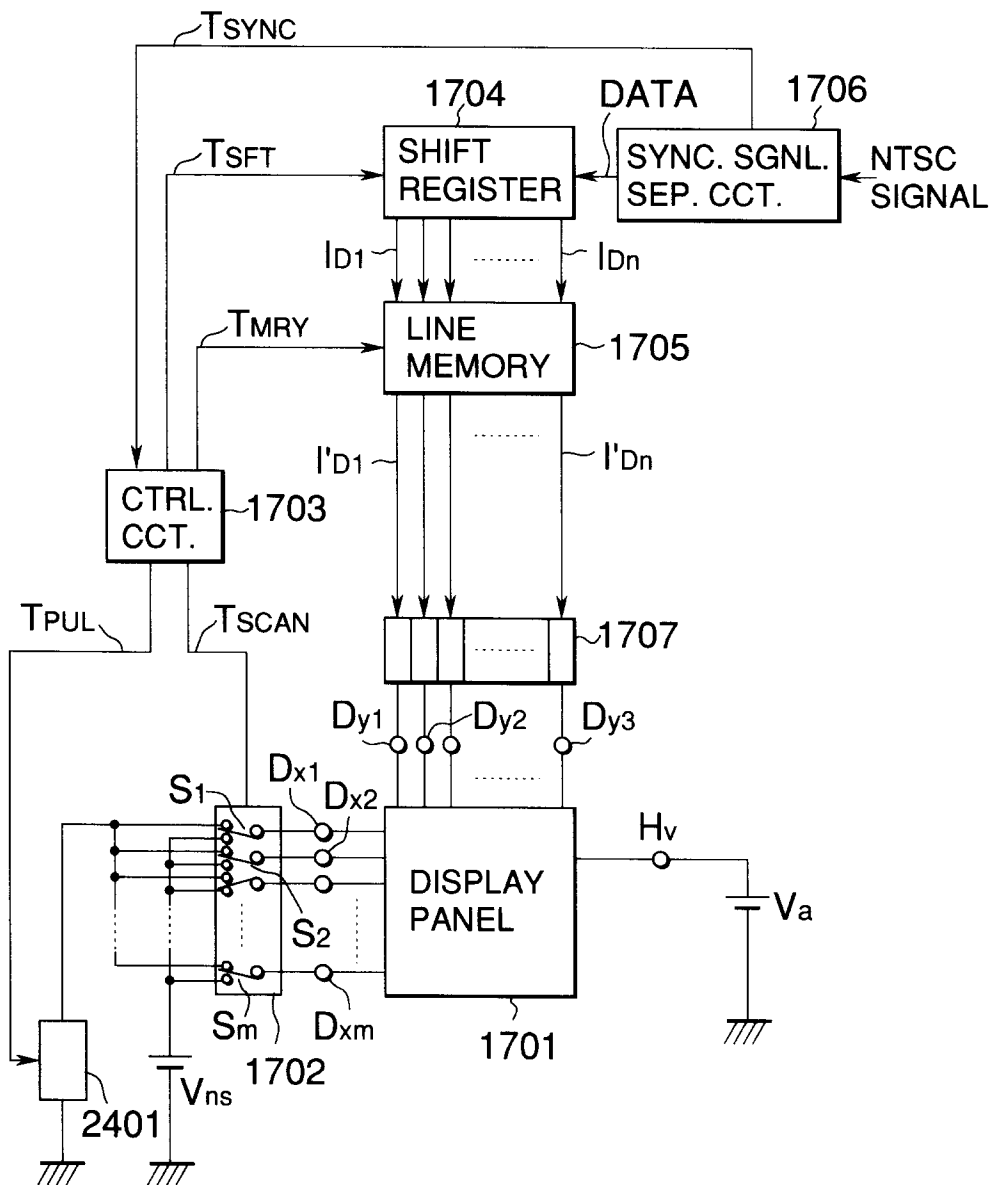 TSYNC
1704
DATA
1706
TSFT
SHIFT
REGISTER
SYNC. SGNL.
SEP. CCT.
NTSC
SIGNAL
ID1
IDn
TMRY
LINE
MEMORY
1705
I'D1
I'Dn
CTRL.
CCT.
1703
TPUL
TSCAN
1707
Dy1
Dy2
Dy3
S1
Dx1
Dx2
Hv
DISPLAY
PANEL
Va
S2
Sm
Dxm
1702
1701
Vns
2401